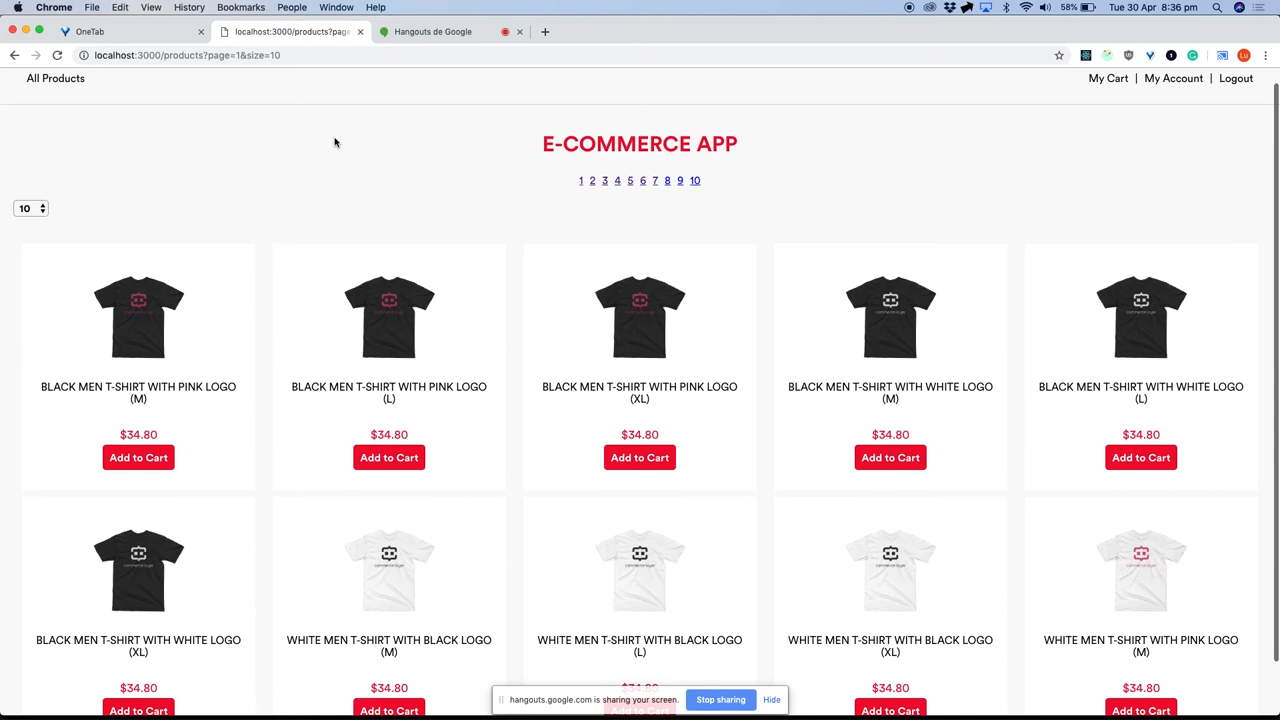 Chrome File Edit View History Bookmarks People Window Help 58% Tue 30 Apr 8:36 pm
OneTab products?page Hangouts de Google
localhost:3000/products?page=1&size=10
All Products My Cart | My Account | Logout
E-COMMERCE APP
1 2 3 4 5 6 7 8 9 10
10
BLACK MEN T-SHIRT WITH PINK LOGO (M)
$34.80
Add to Cart
BLACK MEN T-SHIRT WITH PINK LOGO (L)
$34.80
Add to Cart
BLACK MEN T-SHIRT WITH PINK LOGO (XL)
$34.80
Add to Cart
BLACK MEN T-SHIRT WITH WHITE LOGO (M)
$34.80
Add to Cart
BLACK MEN T-SHIRT WITH WHITE LOGO (L)
$34.80
Add to Cart
BLACK MEN T-SHIRT WITH WHITE LOGO (XL)
$34.80
Add to Cart
WHITE MEN T-SHIRT WITH BLACK LOGO (M)
$34.80
Add to Cart
WHITE MEN T-SHIRT WITH BLACK LOGO (L)
$34.80
Add to Cart
WHITE MEN T-SHIRT WITH BLACK LOGO (XL)
$34.80
Add to Cart
WHITE MEN T-SHIRT WITH PINK LOGO (M)
$34.80
Add to Cart
hangouts.google.com is sharing your screen. Stop sharing Hide